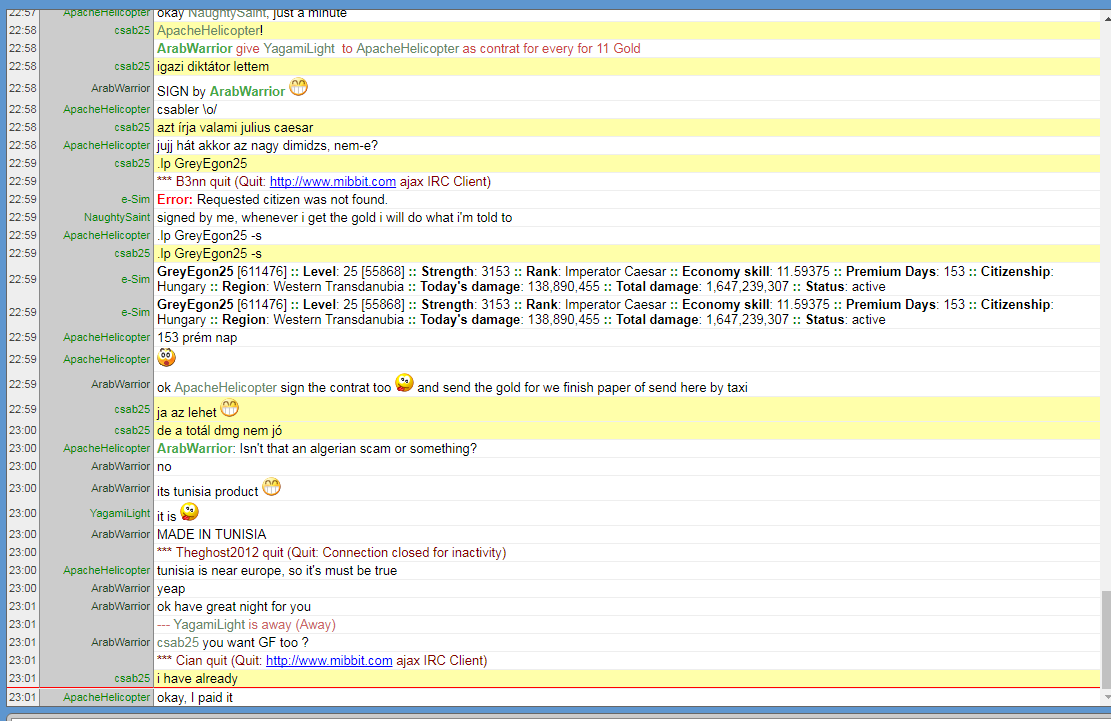 22:57 ApacheHelicopter okay NaughtySaint, just a minute
22:58 csab25 ApacheHelicopter!
22:58 ArabWarrior give YagamiLight to ApacheHelicopter as contrat for every for 11 Gold
22:58 csab25 igazi diktátor lettem
22:58 ArabWarrior SIGN by ArabWarrior
22:58 ApacheHelicopter csabler \o/
22:58 csab25 azt írja valami julius caesar
22:58 ApacheHelicopter jujj hát akkor az nagy dimidzs, nem-e?
22:59 csab25 .lp GreyEgon25
22:59 *** B3nn quit (Quit: http://www.mibbit.com ajax IRC Client)
22:59 e-Sim Error: Requested citizen was not found.
22:59 NaughtySaint signed by me, whenever i get the gold i will do what i'm told to
22:59 ApacheHelicopter .lp GreyEgon25 -s
22:59 csab25 .lp GreyEgon25 -s
22:59 e-Sim GreyEgon25 [611476] :: Level: 25 [55868] :: Strength: 3153 :: Rank: Imperator Caesar :: Economy skill: 11.59375 :: Premium Days: 153 :: Citizenship:
Hungary :: Region: Western Transdanubia :: Today's damage: 138,890,455 :: Total damage: 1,647,239,307 :: Status: active
22:59 e-Sim GreyEgon25 [611476] :: Level: 25 [55868] :: Strength: 3153 :: Rank: Imperator Caesar :: Economy skill: 11.59375 :: Premium Days: 153 :: Citizenship:
Hungary :: Region: Western Transdanubia :: Today's damage: 138,890,455 :: Total damage: 1,647,239,307 :: Status: active
22:59 ApacheHelicopter 153 prém nap
22:59 ApacheHelicopter
22:59 ArabWarrior ok ApacheHelicopter sign the contrat too and send the gold for we finish paper of send here by taxi
22:59 csab25 ja az lehet
23:00 csab25 de a totál dmg nem jó
23:00 ApacheHelicopter ArabWarrior: Isn't that an algerian scam or something?
23:00 ArabWarrior no
23:00 ArabWarrior its tunisia product
23:00 YagamiLight it is
23:00 ArabWarrior MADE IN TUNISIA
23:00 *** Theghost2012 quit (Quit: Connection closed for inactivity)
23:00 ApacheHelicopter tunisia is near europe, so it's must be true
23:00 ArabWarrior yeap
23:01 ArabWarrior ok have great night for you
23:01 --- YagamiLight is away (Away)
23:01 ArabWarrior csab25 you want GF too ?
23:01 *** Cian quit (Quit: http://www.mibbit.com ajax IRC Client)
23:01 csab25 i have already
23:01 ApacheHelicopter okay, I paid it